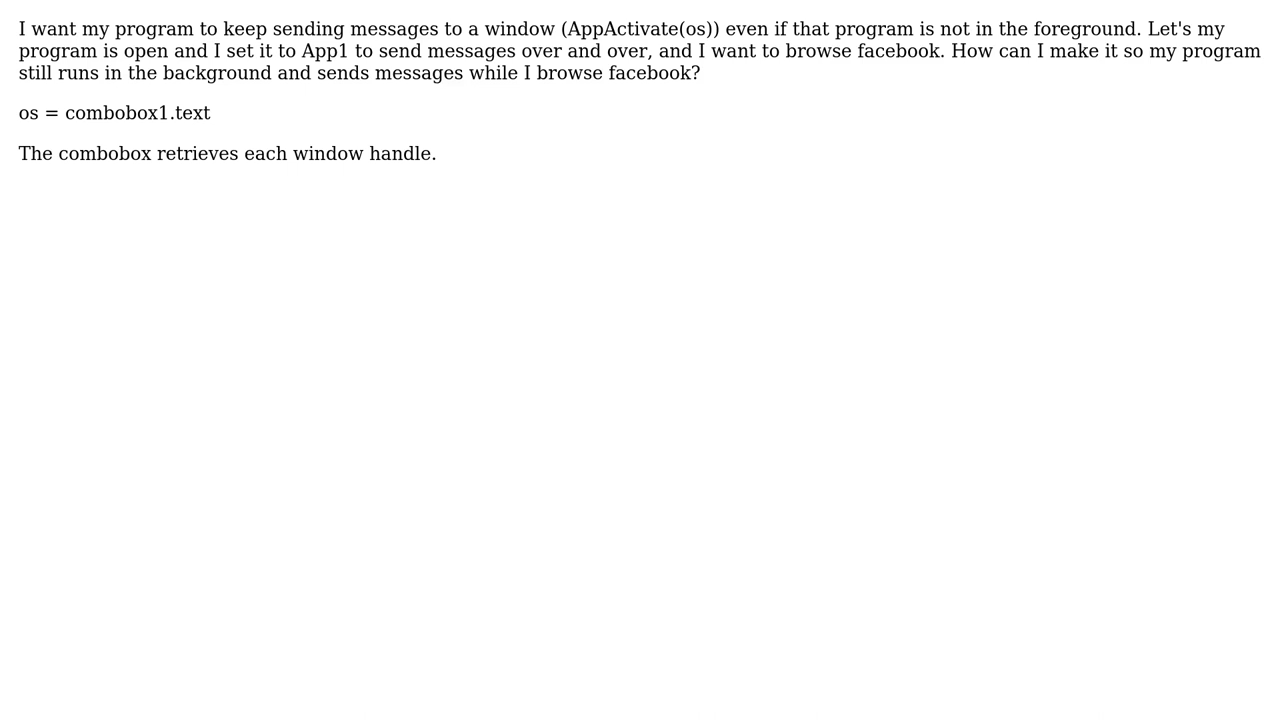 I want my program to keep sending messages to a window (AppActivate(os)) even if that program is not in the foreground. Let's my
program is open and I set it to App1 to send messages over and over, and I want to browse facebook. How can I make it so my program
still runs in the background and sends messages while I browse facebook?
os = combobox1.text
The combobox retrieves each window handle.